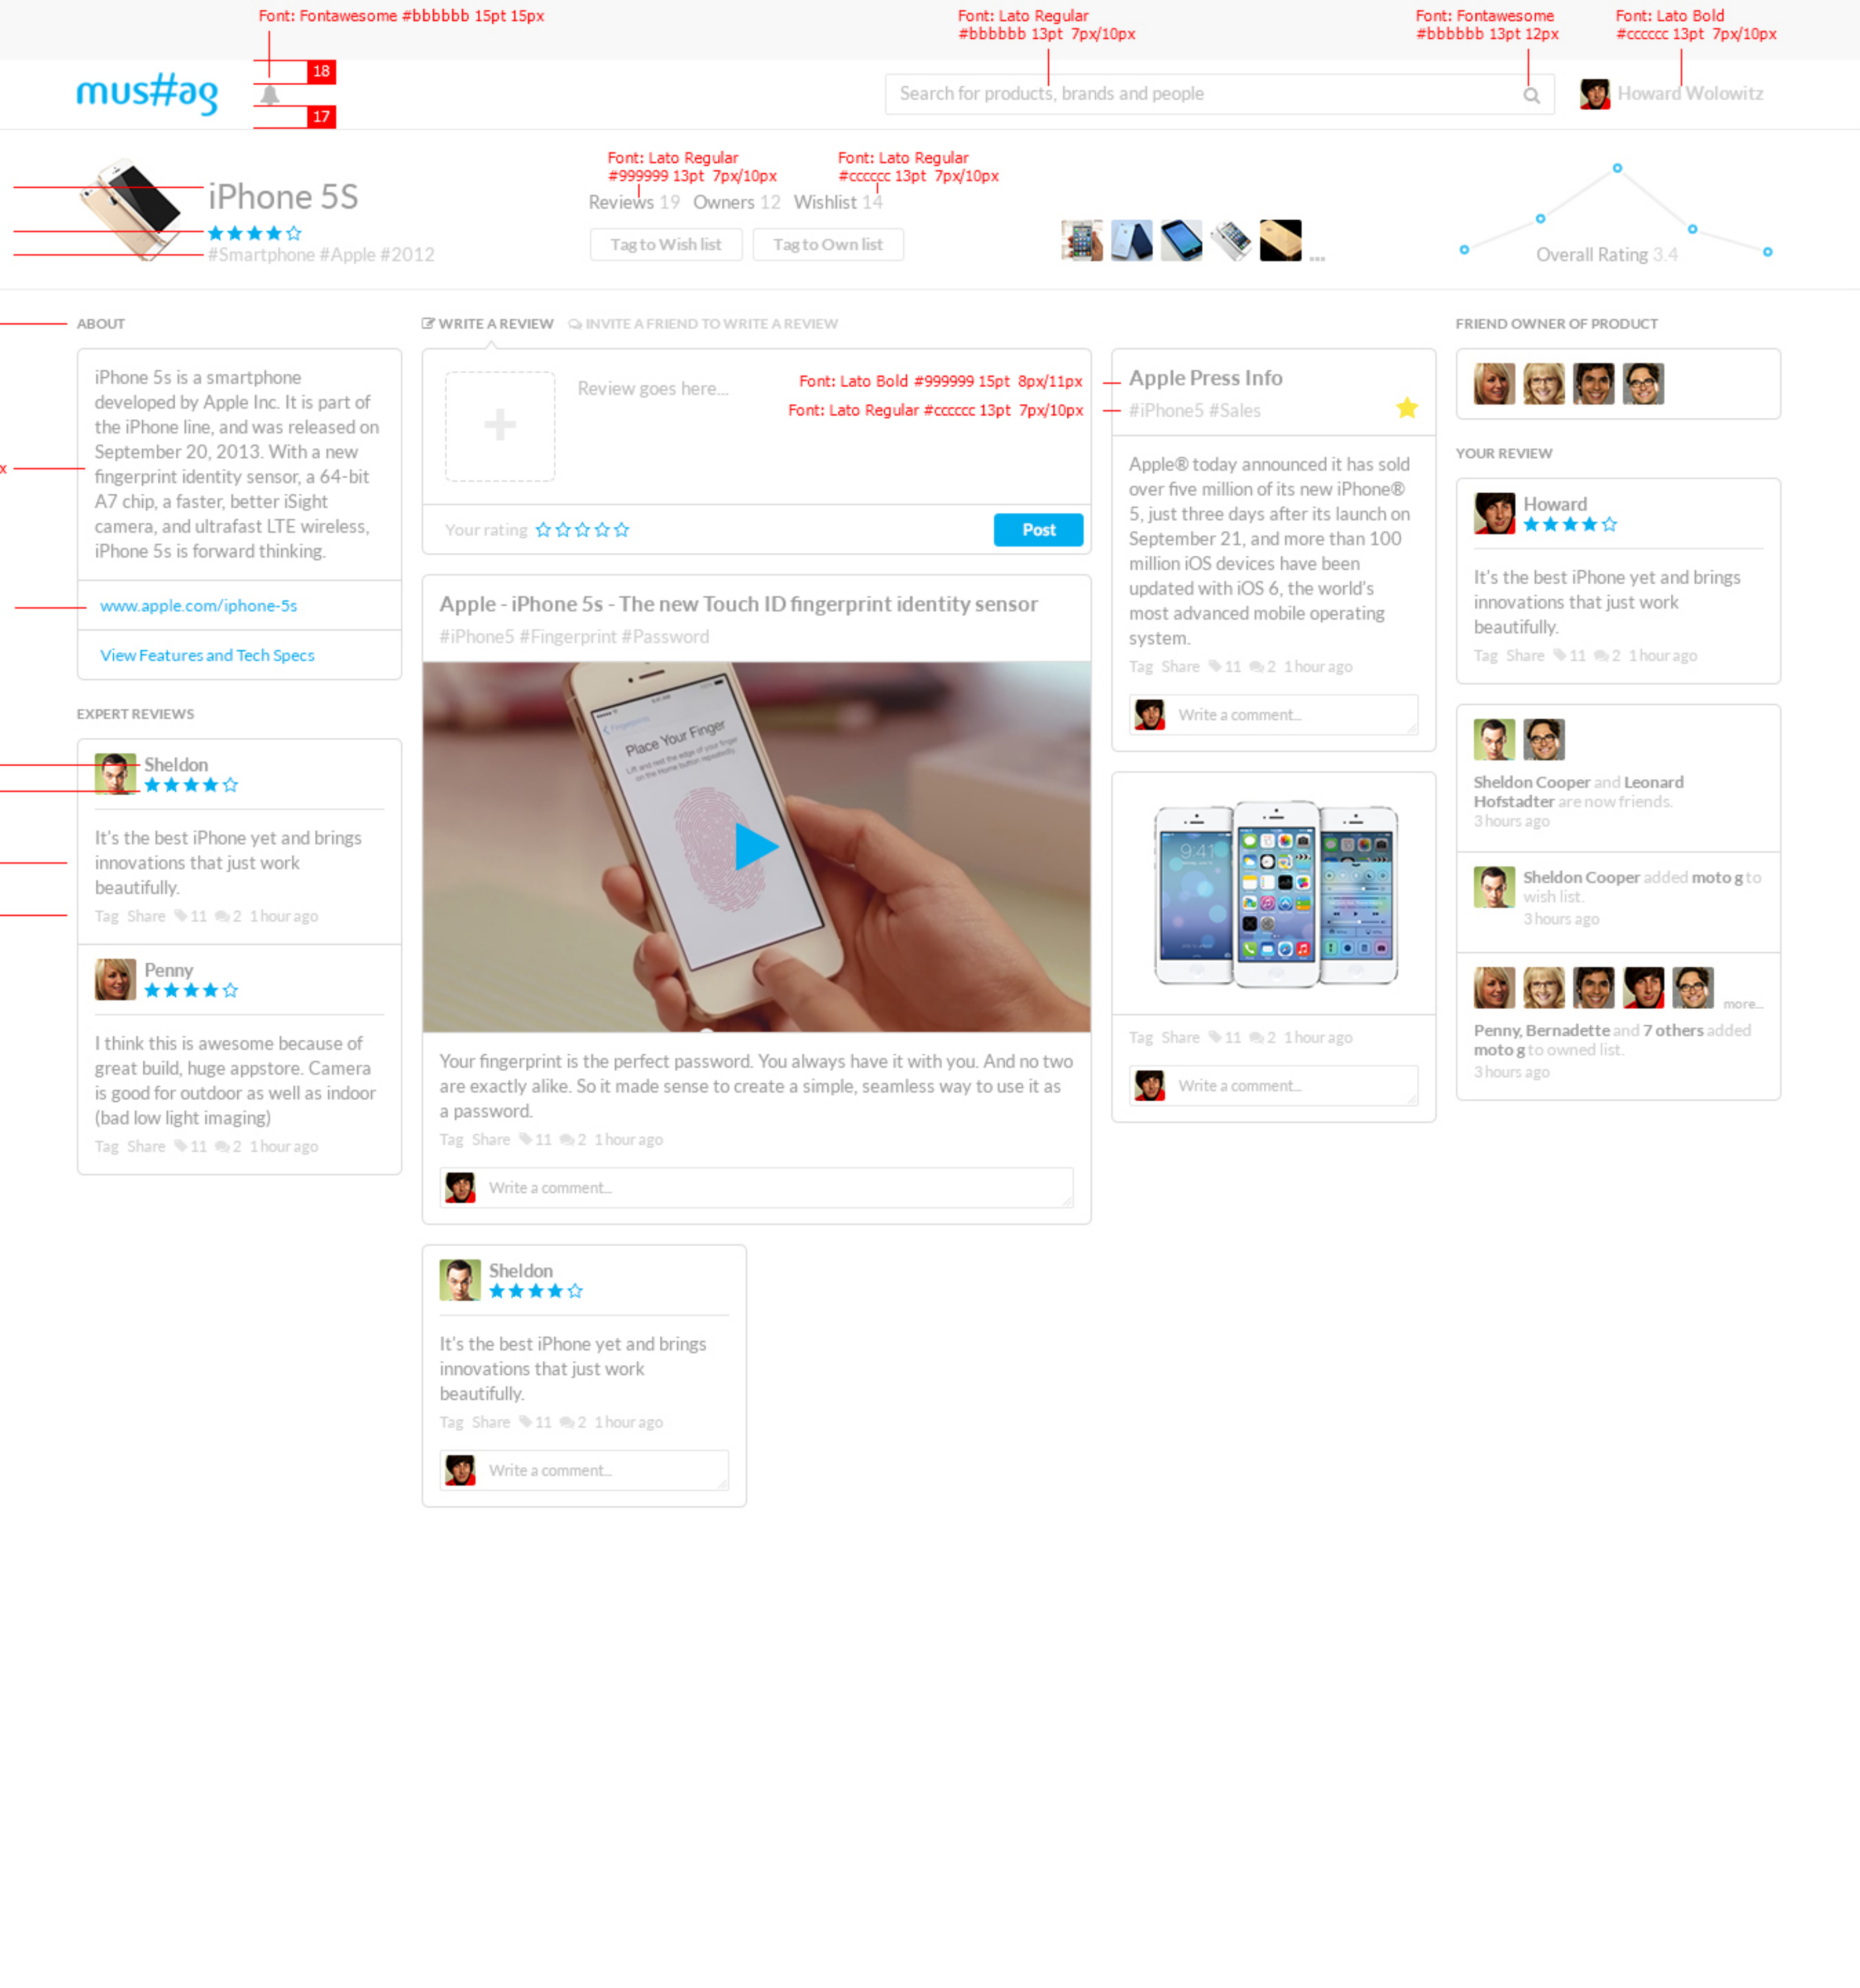 Font: Fontawesome #bbbbbb 15pt 15px
Font: Lato Regular
#bbbbbb 13pt 7px/10px
Font: Fontawesome
#bbbbbb 13pt 12px
Font: Lato Bold
#cccccc 13pt 7px/10px
18
mus#ag
17
Search for products, brands and people
Howard Wolowitz
iPhone 5S
#Smartphone #Apple #2012
Font: Lato Regular
#999999 13pt 7px/10px
Font: Lato Regular
#cccccc 13pt 7px/10px
Reviews 19 Owners 12 Wishlist 14
Tag to Wish list
Tag to Own list
...
Overall Rating 3.4
ABOUT
x
iPhone 5s is a smartphone
developed by Apple Inc. It is part of
the iPhone line, and was released on
September 20, 2013. With a new
fingerprint identity sensor, a 64-bit
A7 chip, a faster, better iSight
camera, and ultrafast LTE wireless,
iPhone 5s is forward thinking.
www.apple.com/iphone-5s
View Features and Tech Specs
EXPERT REVIEWS
Sheldon
It's the best iPhone yet and brings
innovations that just work
beautifully.
Tag Share 11 2 1 hour ago
Penny
I think this is awesome because of
great build, huge appstore. Camera
is good for outdoor as well as indoor
(bad low light imaging)
Tag Share 11 2 1 hour ago
WRITE A REVIEW
INVITE A FRIEND TO WRITE A REVIEW
Review goes here...
Font: Lato Bold #999999 15pt 8px/11px
Font: Lato Regular #cccccc 13pt 7px/10px
Your rating
Post
Apple - iPhone 5s - The new Touch ID fingerprint identity sensor
#iPhone5 #Fingerprint #Password
Place Your Finger
Lift and rest the edge of your finger
on the Home button repeatedly.
Your fingerprint is the perfect password. You always have it with you. And no two
are exactly alike. So it made sense to create a simple, seamless way to use it as
a password.
Tag Share 11 2 1 hour ago
Write a comment...
Sheldon
It's the best iPhone yet and brings
innovations that just work
beautifully.
Tag Share 11 2 1 hour ago
Write a comment...
Apple Press Info
#iPhone5 #Sales
Apple® today announced it has sold
over five million of its new iPhone®
5, just three days after its launch on
September 21, and more than 100
million iOS devices have been
updated with iOS 6, the world's
most advanced mobile operating
system.
Tag Share 11 2 1 hour ago
Write a comment...
9:41
Tag Share 11 2 1 hour ago
Write a comment...
FRIEND OWNER OF PRODUCT
YOUR REVIEW
Howard
It's the best iPhone yet and brings
innovations that just work
beautifully.
Tag Share 11 2 1 hour ago
Sheldon Cooper and Leonard
Hofstadter are now friends.
3 hours ago
Sheldon Cooper added moto g to
wish list.
3 hours ago
more...
Penny, Bernadette and 7 others added
moto g to owned list.
3 hours ago